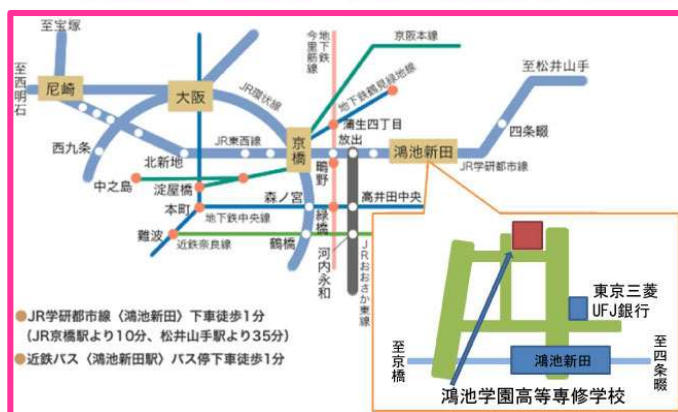 至宝塚
至西明石
尼崎
大阪
JR環状線
地下鉄今里筋線
京阪本線
地下鉄鶴見緑地線
至松井山手
蒲生四丁目
京橋
放出
四条畷
西九条
北新地
JR東西線
鴻池新田
JR学研都市線
中之島
淀屋橋
鴫野
森ノ宮
高井田中央
本町
地下鉄中央線
緑橋
難波
近鉄奈良線
鶴橋
河内永和
JRおおさか東線
●JR学研都市線〈鴻池新田〉下車徒歩1分
（JR京橋駅より10分、松井山手駅より35分）
●近鉄バス〈鴻池新田駅〉バス停下車徒歩1分
東京三菱
UFJ銀行
至京橋
鴻池新田
至四条畷
鴻池学園高等専修学校